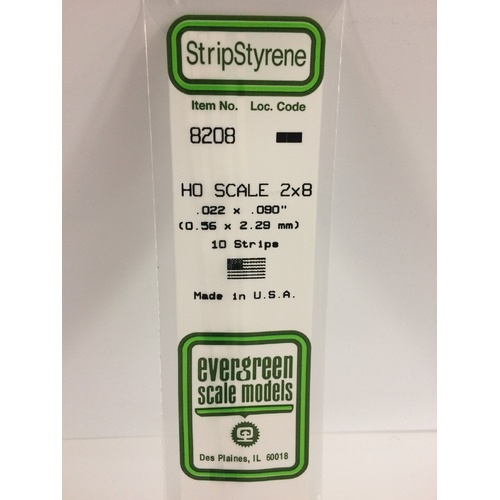 StripStyrene
Item No. Loc. Code
8208
HO SCALE 2x8
.022 x .090"
(0.56 x 2.29 mm)
10 Strips
Made in U.S.A.
evergreen
scale models
Des Plaines, IL 60018